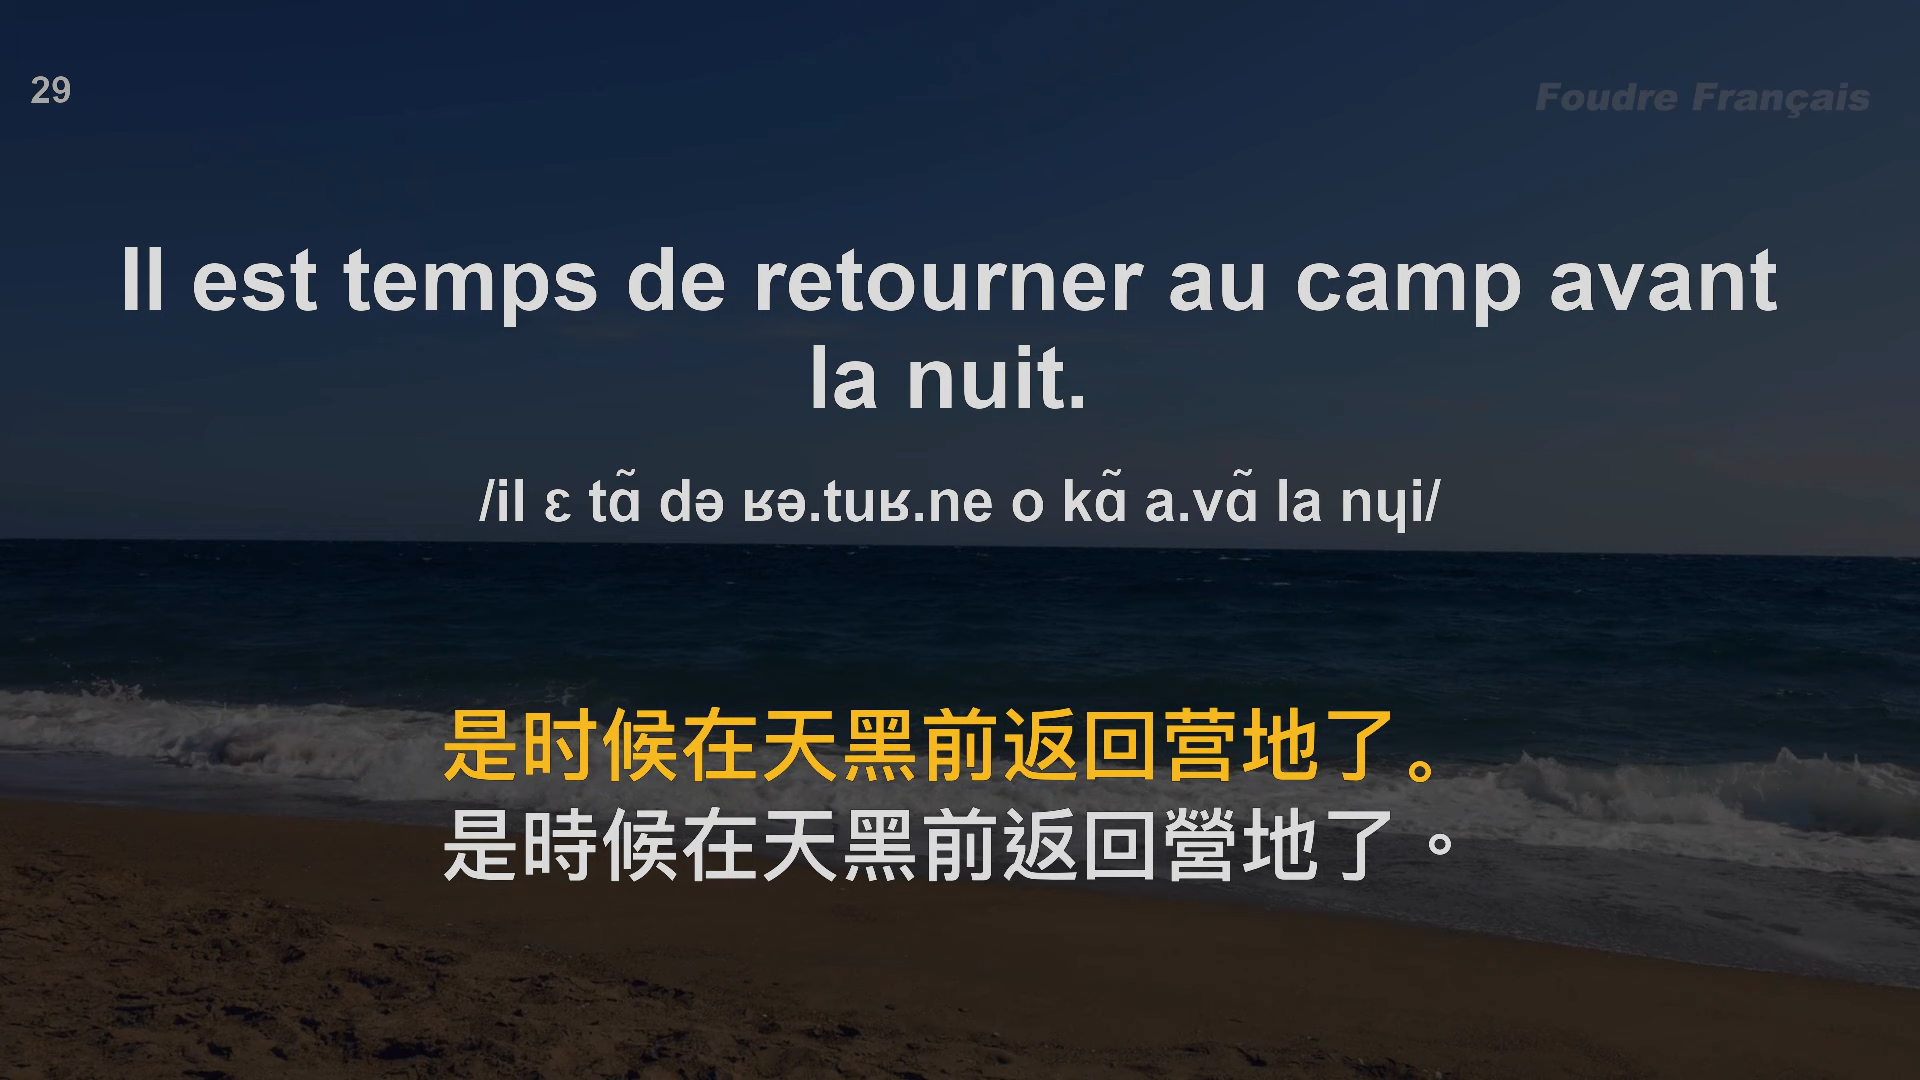 29
Foudre Français
Il est temps de retourner au camp avant
la nuit.
/il ɛ tɑ̃ də ʁə.tuʁ.ne o kɑ̃ a.vɑ̃ la nɥi/
是时候在天黑前返回营地了。
是時候在天黑前返回營地了。